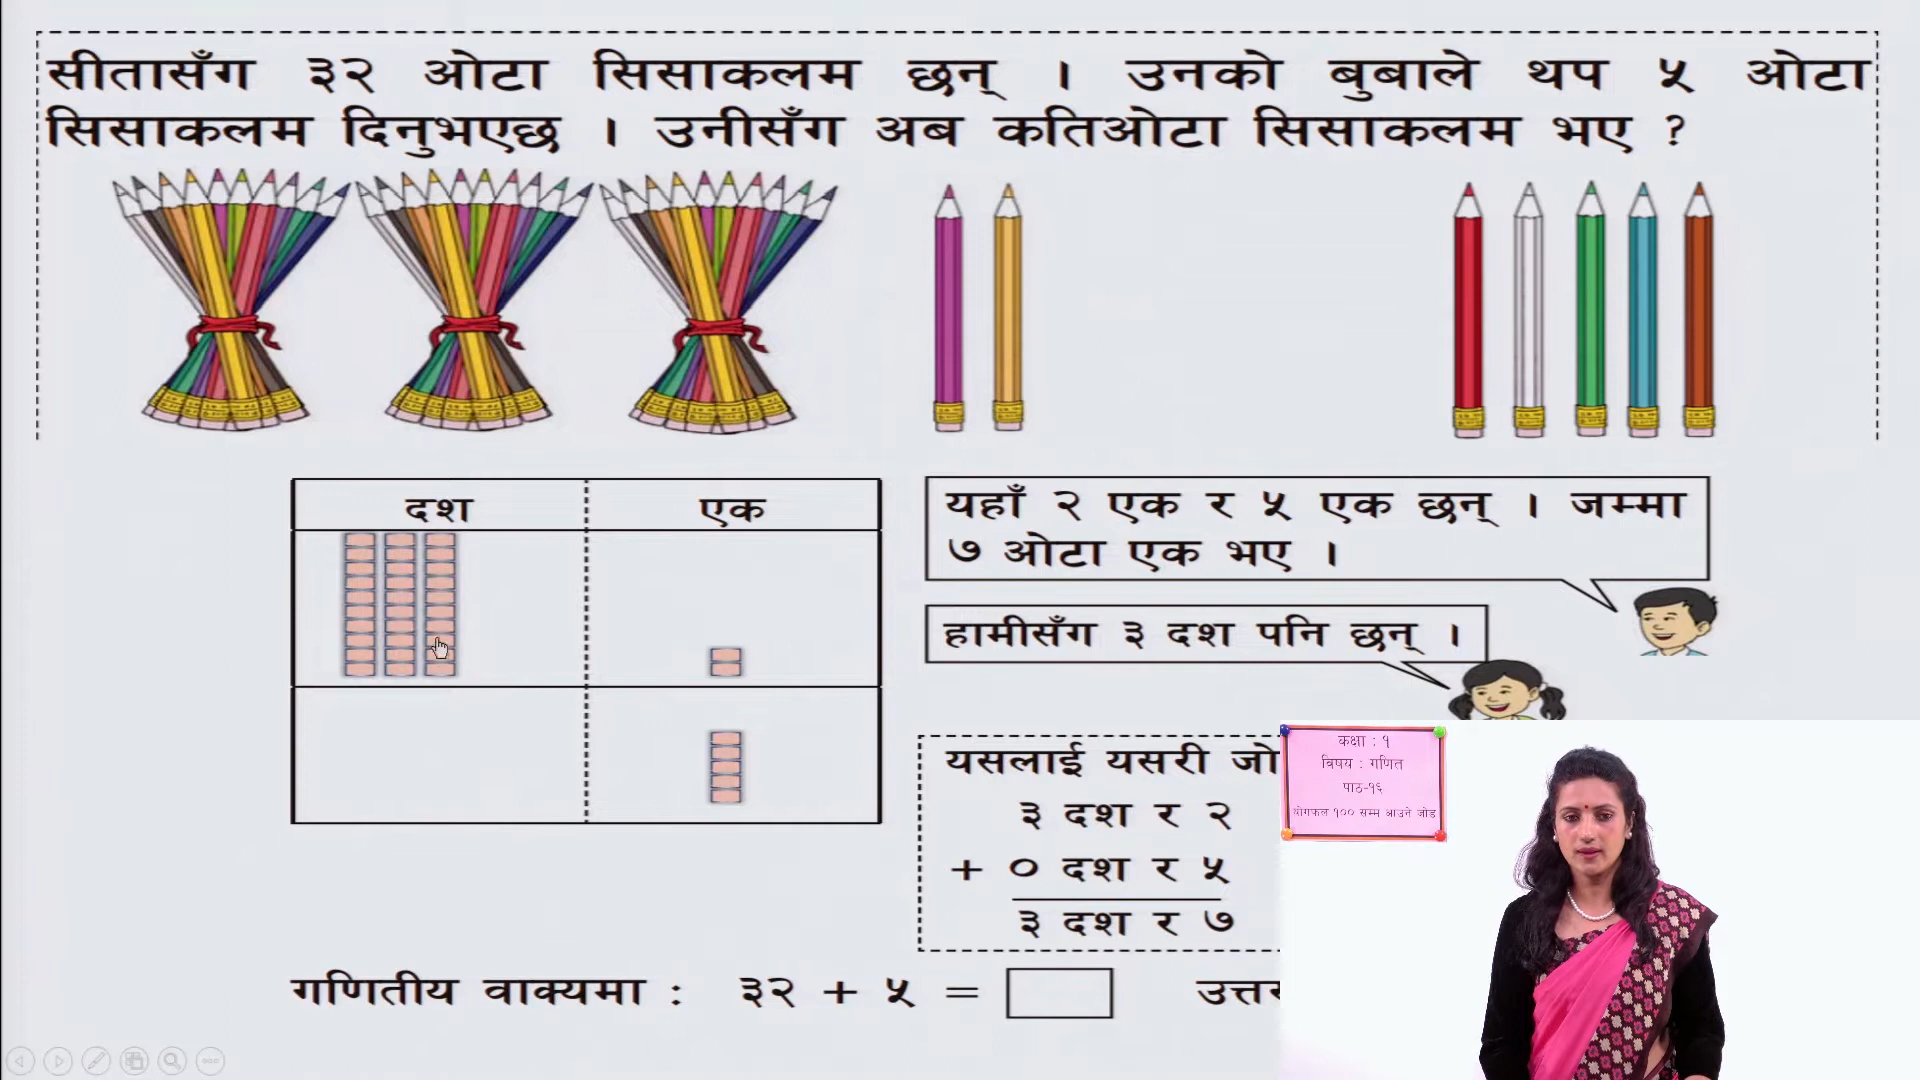 सीतासँग ३२ ओटा सिसाकलम छन् । उनको बुबाले थप ५ ओटा
सिसाकलम दिनुभएछ । उनीसँग अब कतिओटा सिसाकलम भए ?
दश एक
यहाँ २ एक र ५ एक छन् । जम्मा
७ ओटा एक भए ।
हामीसँग ३ दश पनि छन् ।
यसलाई यसरी जो
३ दश र २
+ ० दश र ५
३ दश र ७
गणितीय वाक्यमा : ३२ + ५ =
कक्षा : १
विषय : गणित
पाठ-१६
योगफल १०० सम्म आउने जोड